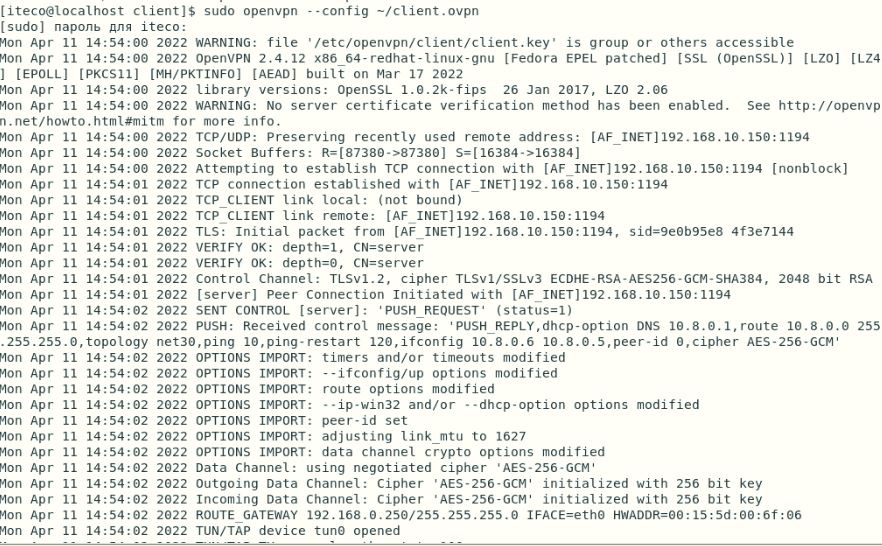 [iteco@localhost client]$ sudo openvpn --config ~/client.ovpn
[sudo] пароль для iteco:
Mon Apr 11 14:54:00 2022 WARNING: file '/etc/openvpn/client/client.key' is group or others accessible
Mon Apr 11 14:54:00 2022 OpenVPN 2.4.12 x86_64-redhat-linux-gnu [Fedora EPEL patched] [SSL (OpenSSL)] [LZO] [LZ4
] [EPOLL] [PKCS11] [MH/PKTINFO] [AEAD] built on Mar 17 2022
Mon Apr 11 14:54:00 2022 library versions: OpenSSL 1.0.2k-fips  26 Jan 2017, LZO 2.06
Mon Apr 11 14:54:00 2022 WARNING: No server certificate verification method has been enabled.  See http://openvp
n.net/howto.html#mitm for more info.
Mon Apr 11 14:54:00 2022 TCP/UDP: Preserving recently used remote address: [AF_INET]192.168.10.150:1194
Mon Apr 11 14:54:00 2022 Socket Buffers: R=[87380->87380] S=[16384->16384]
Mon Apr 11 14:54:00 2022 Attempting to establish TCP connection with [AF_INET]192.168.10.150:1194 [nonblock]
Mon Apr 11 14:54:01 2022 TCP connection established with [AF_INET]192.168.10.150:1194
Mon Apr 11 14:54:01 2022 TCP_CLIENT link local: (not bound)
Mon Apr 11 14:54:01 2022 TCP_CLIENT link remote: [AF_INET]192.168.10.150:1194
Mon Apr 11 14:54:01 2022 TLS: Initial packet from [AF_INET]192.168.10.150:1194, sid=9e0b95e8 4f3e7144
Mon Apr 11 14:54:01 2022 VERIFY OK: depth=1, CN=server
Mon Apr 11 14:54:01 2022 VERIFY OK: depth=0, CN=server
Mon Apr 11 14:54:01 2022 Control Channel: TLSv1.2, cipher TLSv1/SSLv3 ECDHE-RSA-AES256-GCM-SHA384, 2048 bit RSA
Mon Apr 11 14:54:01 2022 [server] Peer Connection Initiated with [AF_INET]192.168.10.150:1194
Mon Apr 11 14:54:02 2022 SENT CONTROL [server]: 'PUSH_REQUEST' (status=1)
Mon Apr 11 14:54:02 2022 PUSH: Received control message: 'PUSH_REPLY,dhcp-option DNS 10.8.0.1,route 10.8.0.0 255
.255.255.0,topology net30,ping 10,ping-restart 120,ifconfig 10.8.0.6 10.8.0.5,peer-id 0,cipher AES-256-GCM'
Mon Apr 11 14:54:02 2022 OPTIONS IMPORT: timers and/or timeouts modified
Mon Apr 11 14:54:02 2022 OPTIONS IMPORT: --ifconfig/up options modified
Mon Apr 11 14:54:02 2022 OPTIONS IMPORT: route options modified
Mon Apr 11 14:54:02 2022 OPTIONS IMPORT: --ip-win32 and/or --dhcp-option options modified
Mon Apr 11 14:54:02 2022 OPTIONS IMPORT: peer-id set
Mon Apr 11 14:54:02 2022 OPTIONS IMPORT: adjusting link_mtu to 1627
Mon Apr 11 14:54:02 2022 OPTIONS IMPORT: data channel crypto options modified
Mon Apr 11 14:54:02 2022 Data Channel: using negotiated cipher 'AES-256-GCM'
Mon Apr 11 14:54:02 2022 Outgoing Data Channel: Cipher 'AES-256-GCM' initialized with 256 bit key
Mon Apr 11 14:54:02 2022 Incoming Data Channel: Cipher 'AES-256-GCM' initialized with 256 bit key
Mon Apr 11 14:54:02 2022 ROUTE_GATEWAY 192.168.0.250/255.255.255.0 IFACE=eth0 HWADDR=00:15:5d:00:6f:06
Mon Apr 11 14:54:02 2022 TUN/TAP device tun0 opened